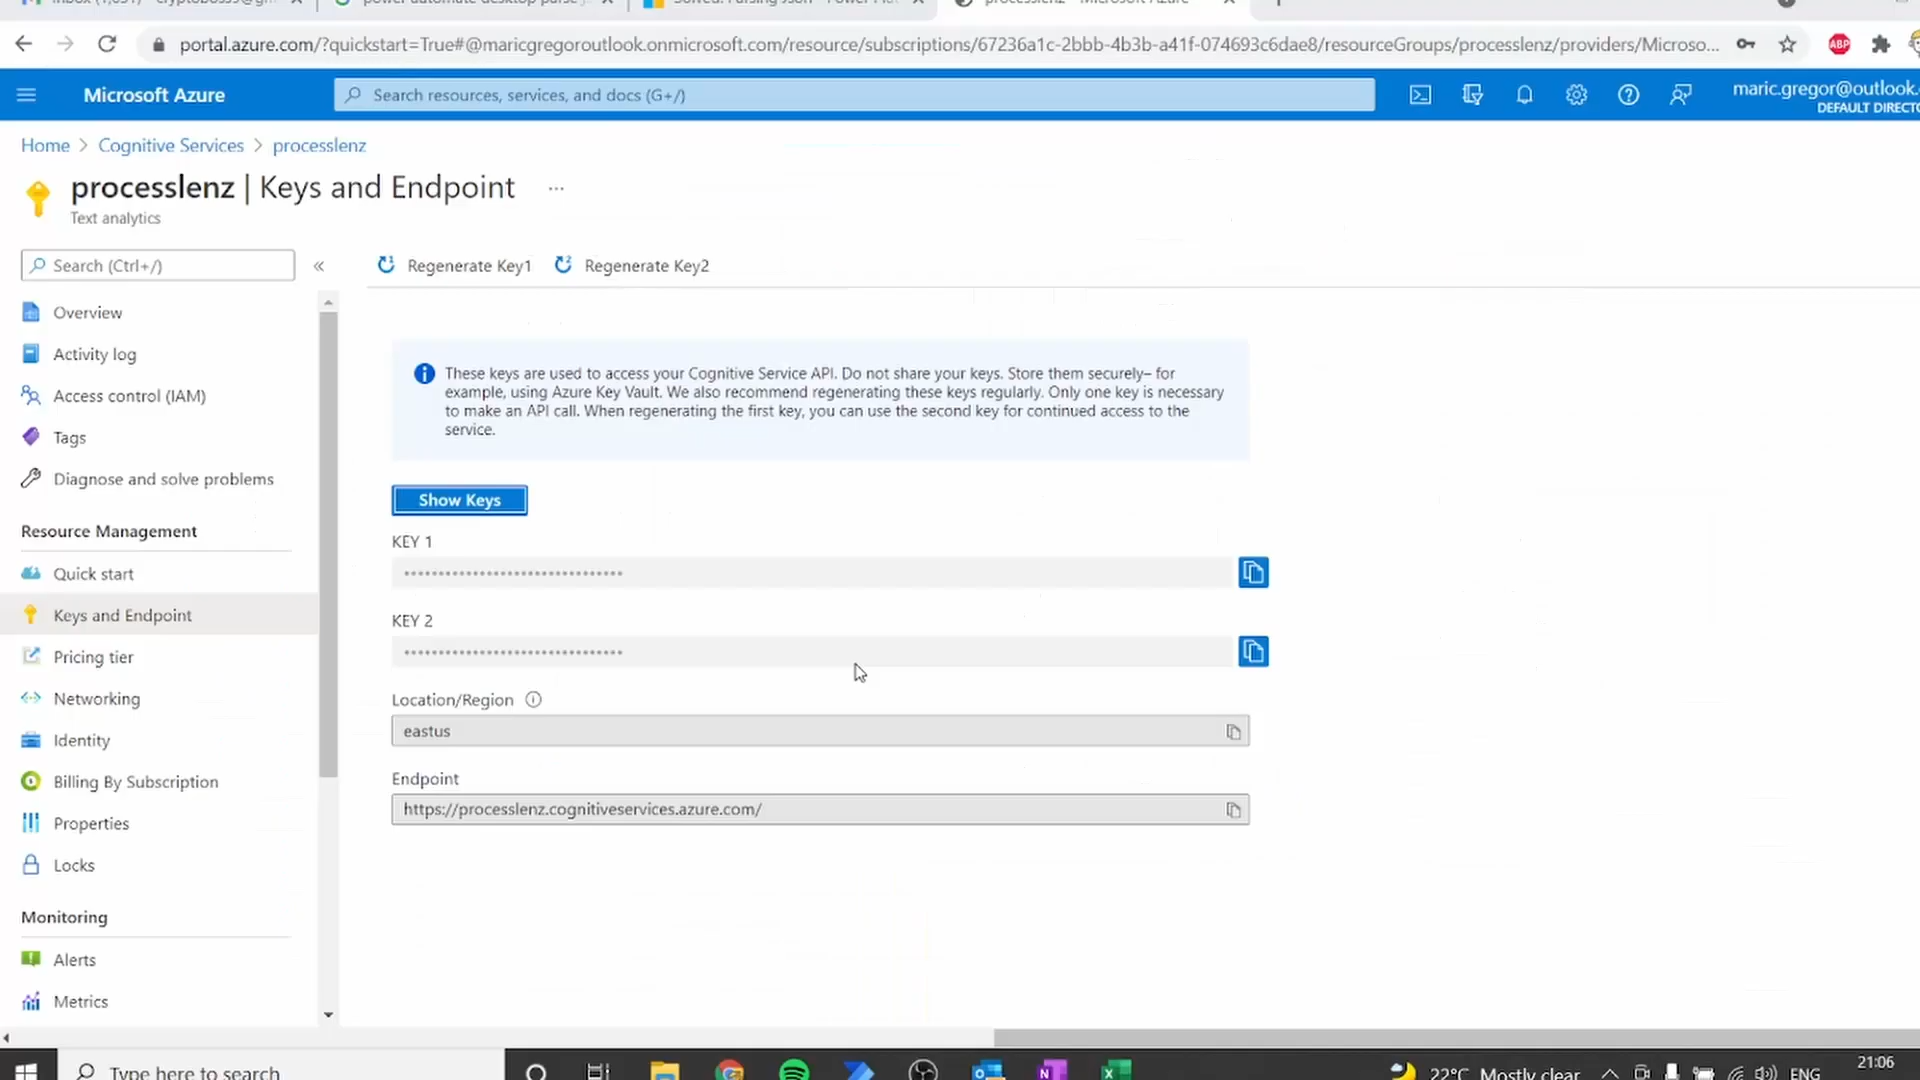 portal.azure.com/?quickstart=True#@maricgregoroutlook.onmicrosoft.com/resource/subscriptions/67236a1c-2bbb-4b3b-a41f-074693c6dae8/resourceGroups/processlenz/providers/Microso...
ABP
Microsoft Azure
Search resources, services, and docs (G+/)
maric.gregor@outlook.
DEFAULT DIRECTO
Home > Cognitive Services > processlenz
processlenz | Keys and Endpoint ...
Text analytics
Search (Ctrl+/)
«
Regenerate Key1
Regenerate Key2
Overview
Activity log
Access control (IAM)
Tags
Diagnose and solve problems
Resource Management
Quick start
Keys and Endpoint
Pricing tier
Networking
Identity
Billing By Subscription
Properties
Locks
Monitoring
Alerts
Metrics
These keys are used to access your Cognitive Service API. Do not share your keys. Store them securely– for
example, using Azure Key Vault. We also recommend regenerating these keys regularly. Only one key is necessary
to make an API call. When regenerating the first key, you can use the second key for continued access to the
service.
Show Keys
KEY 1
••••••••••••••••••••••••••••••••
KEY 2
••••••••••••••••••••••••••••••••
Location/Region
eastus
Endpoint
https://processlenz.cognitiveservices.azure.com/
Type here to search
22°C Mostly clear
ENG
21:06